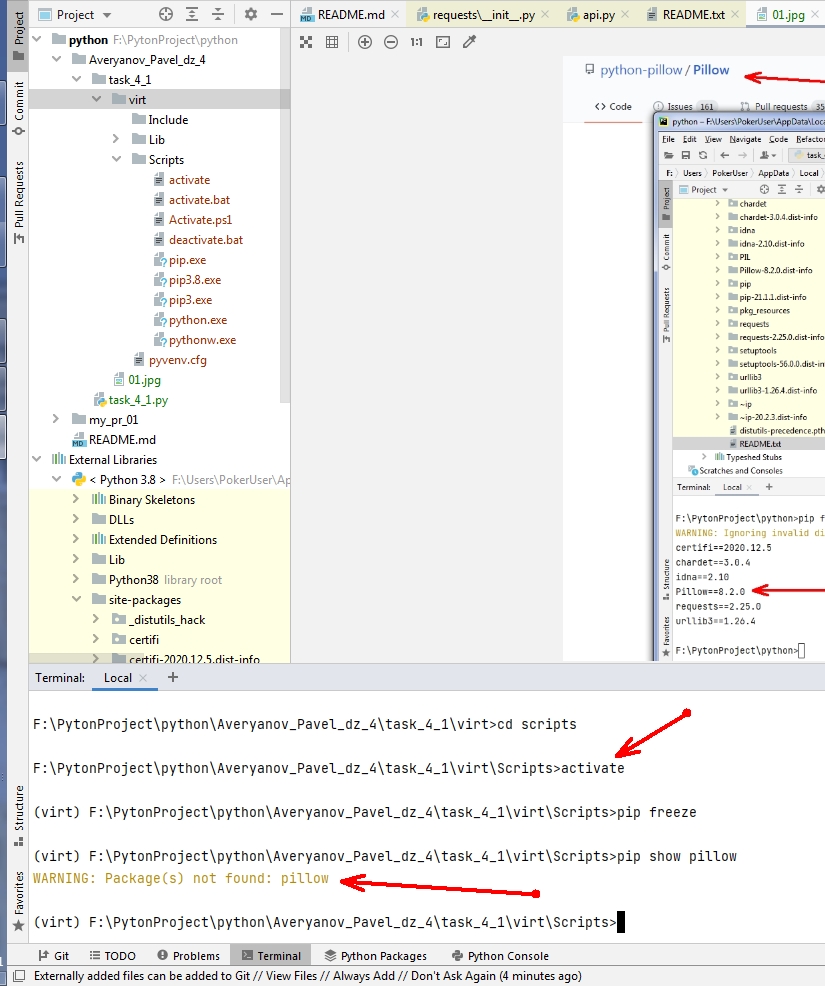 Project
README.md
requests\__init__.py
api.py
README.txt
01.jpg
Project
Commit
Pull Requests
python F:\PytonProject\python
Averyanov_Pavel_dz_4
task_4_1
virt
Include
Lib
Scripts
activate
activate.bat
Activate.ps1
deactivate.bat
pip.exe
pip3.8.exe
pip3.exe
python.exe
pythonw.exe
pyvenv.cfg
01.jpg
task_4_1.py
my_pr_01
README.md
External Libraries
< Python 3.8 > F:\Users\PokerUser\Ap
Binary Skeletons
DLLs
Extended Definitions
Lib
Python38 library root
site-packages
_distutils_hack
certifi
certifi-2020.12.5.dist-info
1:1
python-pillow / Pillow
<> Code
Issues 161
Pull requests 35
python – F:\Users\PokerUser\AppData\Loca
File Edit View Navigate Code Refactor
task_
F: Users PokerUser AppData Local
Project
Project
Commit
Pull Requests
chardet
chardet-3.0.4.dist-info
idna
idna-2.10.dist-info
PIL
Pillow-8.2.0.dist-info
pip
pip-21.1.1.dist-info
pkg_resources
requests
requests-2.25.0.dist-info
setuptools
setuptools-56.0.0.dist-info
urllib3
urllib3-1.26.4.dist-info
~ip
~ip-20.2.3.dist-info
distutils-precedence.pth
README.txt
Typeshed Stubs
Scratches and Consoles
Terminal: Local +
F:\PytonProject\python>pip f
WARNING: Ignoring invalid di
certifi==2020.12.5
chardet==3.0.4
idna==2.10
Pillow==8.2.0
requests==2.25.0
urllib3==1.26.4
F:\PytonProject\python>
Structure
Favorites
Terminal: Local +
F:\PytonProject\python\Averyanov_Pavel_dz_4\task_4_1\virt>cd scripts
F:\PytonProject\python\Averyanov_Pavel_dz_4\task_4_1\virt\Scripts>activate
(virt) F:\PytonProject\python\Averyanov_Pavel_dz_4\task_4_1\virt\Scripts>pip freeze
(virt) F:\PytonProject\python\Averyanov_Pavel_dz_4\task_4_1\virt\Scripts>pip show pillow
WARNING: Package(s) not found: pillow
(virt) F:\PytonProject\python\Averyanov_Pavel_dz_4\task_4_1\virt\Scripts>
Structure
Favorites
Git TODO Problems Terminal Python Packages Python Console
Externally added files can be added to Git // View Files // Always Add // Don't Ask Again (4 minutes ago)